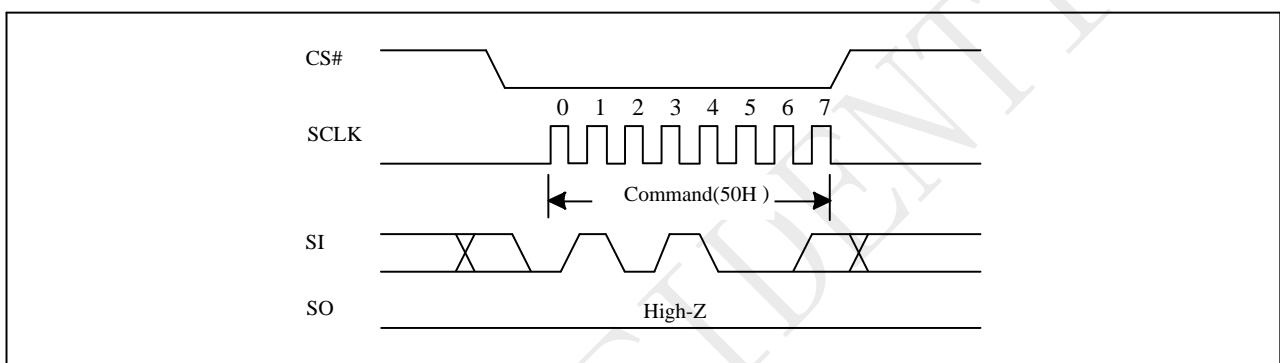 CS#
0 1 2 3 4 5 6 7
SCLK
Command(50H )
SI
SO
High-Z